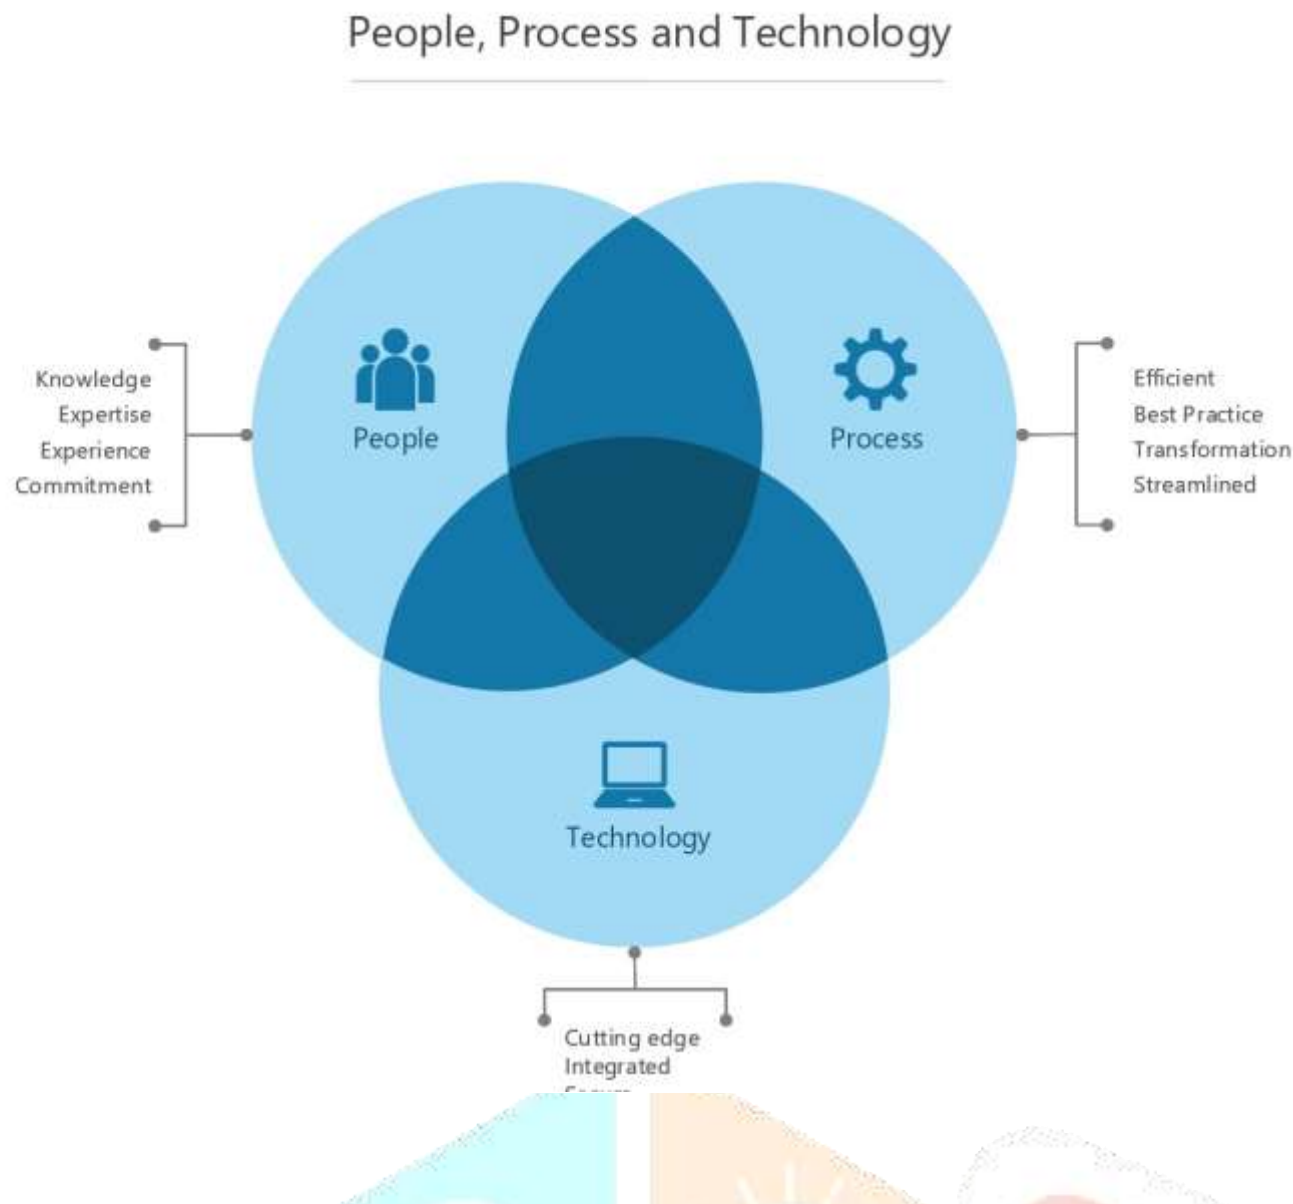 People, Process and Technology
People
Process
Knowledge
Expertise
Experience
Commitment
Efficient
Best Practice
Transformation
Streamlined
Technology
Cutting edge
Integrated